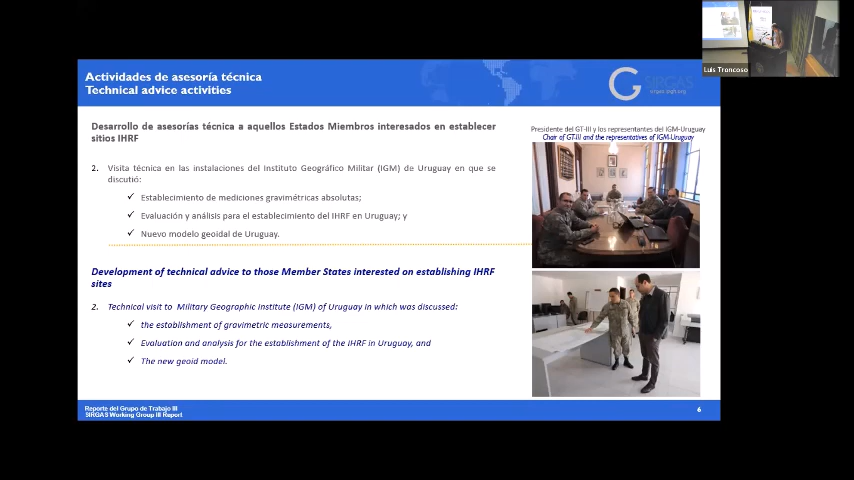 Luis Troncoso
Actividades de asesoría técnica
Technical advice activities
SIRGAS
Desarrollo de asesorías técnica a aquellos Estados Miembros interesados en establecer
sitios IHRF
2. Visita técnica en las instalaciones del Instituto Geográfico Militar (IGM) de Uruguay en que se
discutió:
✓ Establecimiento de mediciones gravimétricas absolutas;
✓ Evaluación y análisis para el establecimiento del IHRF en Uruguay; y
✓ Nuevo modelo geoidal de Uruguay.
Presidente del GT-III y los representantes del IGM-Uruguay
Chair of GT-III and the representatives of IGM-Uruguay
Development of technical advice to those Member States interested on establishing IHRF
sites
2. Technical visit to Military Geographic Institute (IGM) of Uruguay in which was discussed:
✓ the establishment of gravimetric measurements,
✓ Evaluation and analysis for the establishment of the IHRF in Uruguay, and
✓ The new geoid model.
Reporte del Grupo de Trabajo III
SIRGAS Working Group III Report
6